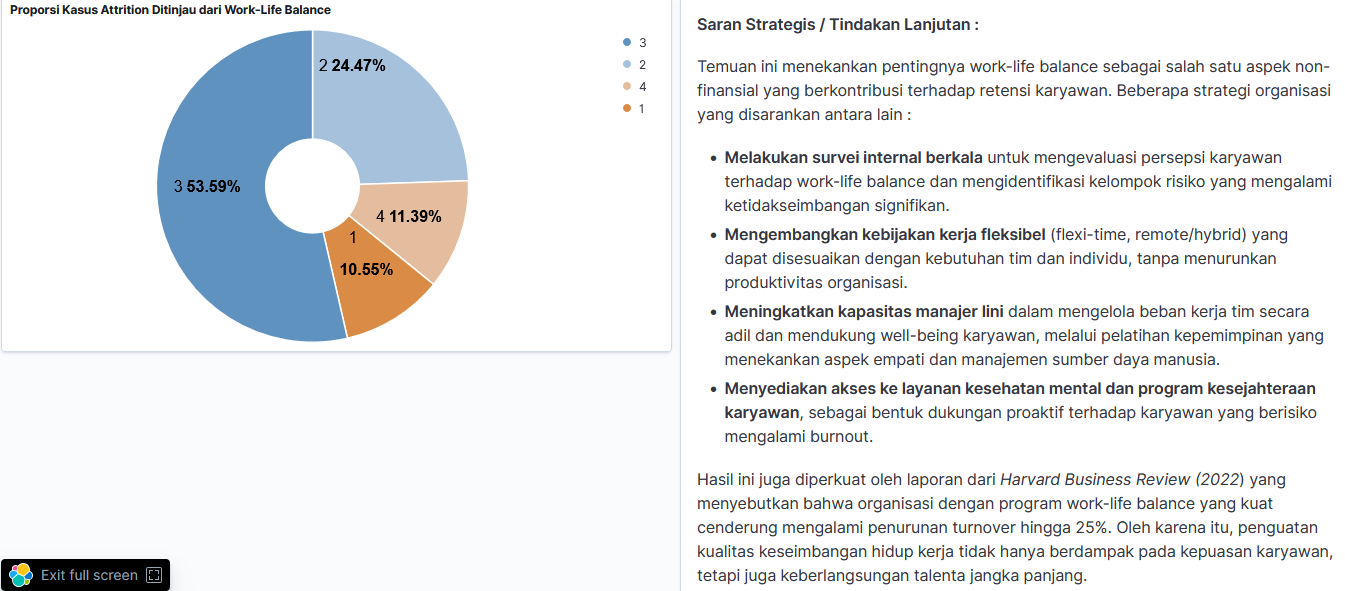 Proporsi Kasus Attrition Ditinjau dari Work-Life Balance
3
2
4
1
2 24.47%
3 53.59%
4 11.39%
1
10.55%
Exit full screen
Saran Strategis / Tindakan Lanjutan :
Temuan ini menekankan pentingnya work-life balance sebagai salah satu aspek non-
finansial yang berkontribusi terhadap retensi karyawan. Beberapa strategi organisasi
yang disarankan antara lain :
• Melakukan survei internal berkala untuk mengevaluasi persepsi karyawan
terhadap work-life balance dan mengidentifikasi kelompok risiko yang mengalami
ketidakseimbangan signifikan.
• Mengembangkan kebijakan kerja fleksibel (flexi-time, remote/hybrid) yang
dapat disesuaikan dengan kebutuhan tim dan individu, tanpa menurunkan
produktivitas organisasi.
• Meningkatkan kapasitas manajer lini dalam mengelola beban kerja tim secara
adil dan mendukung well-being karyawan, melalui pelatihan kepemimpinan yang
menekankan aspek empati dan manajemen sumber daya manusia.
• Menyediakan akses ke layanan kesehatan mental dan program kesejahteraan
karyawan, sebagai bentuk dukungan proaktif terhadap karyawan yang berisiko
mengalami burnout.
Hasil ini juga diperkuat oleh laporan dari Harvard Business Review (2022) yang
menyebutkan bahwa organisasi dengan program work-life balance yang kuat
cenderung mengalami penurunan turnover hingga 25%. Oleh karena itu, penguatan
kualitas keseimbangan hidup kerja tidak hanya berdampak pada kepuasan karyawan,
tetapi juga keberlangsungan talenta jangka panjang.